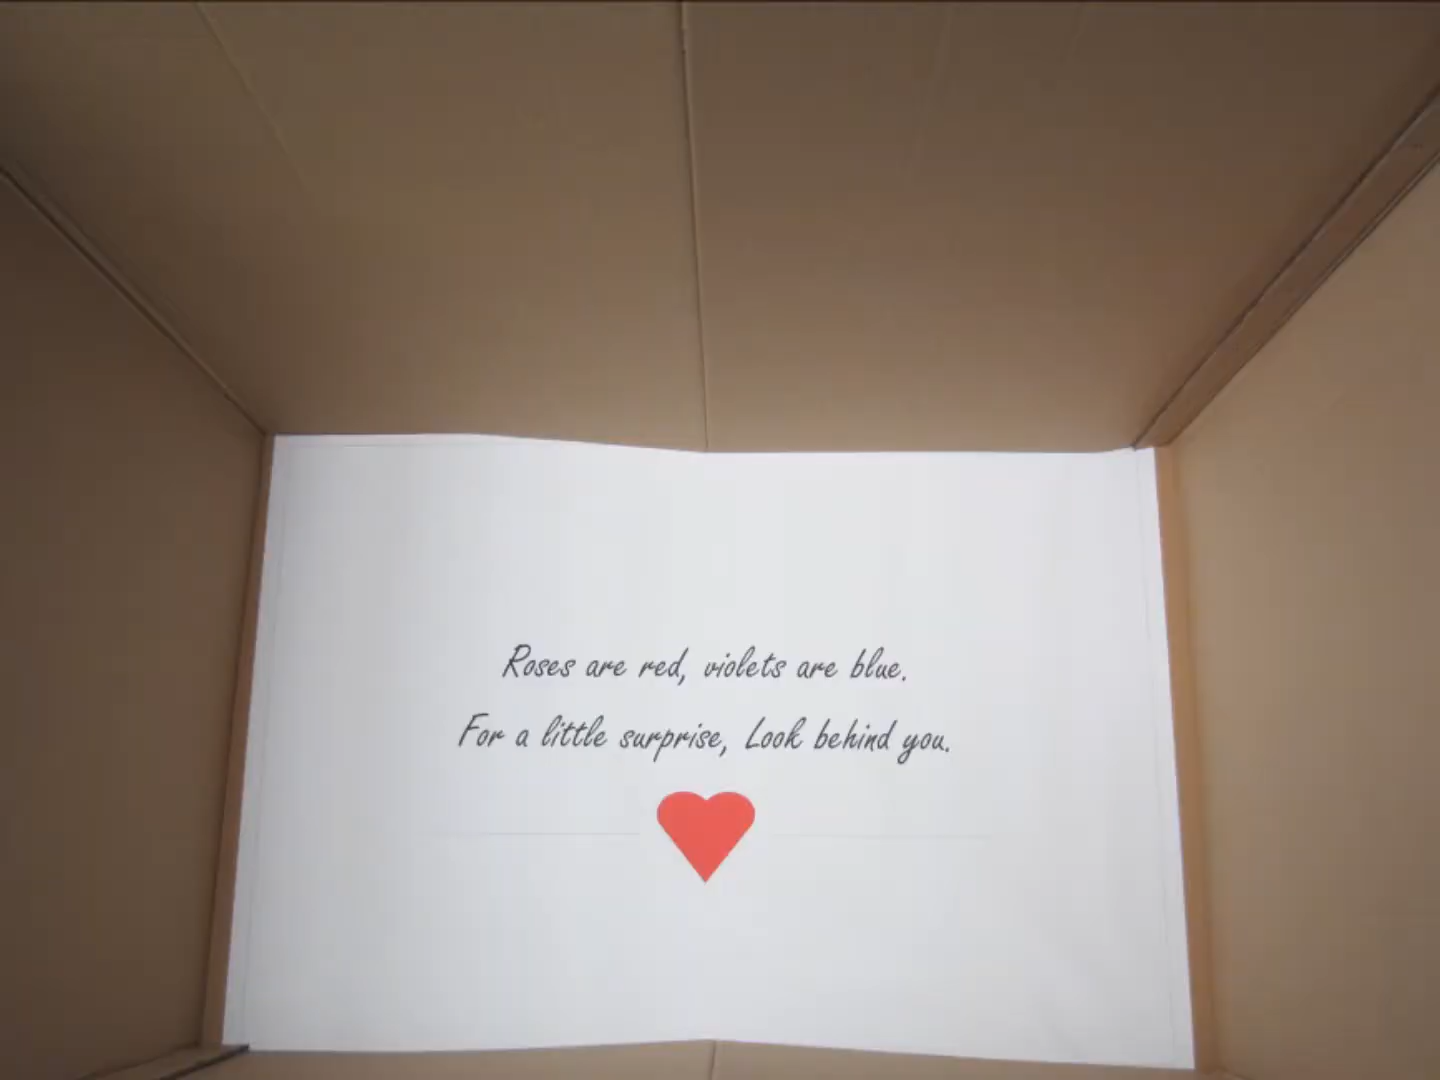 Roses are red, violets are blue.
For a little surprise, Look behind you.